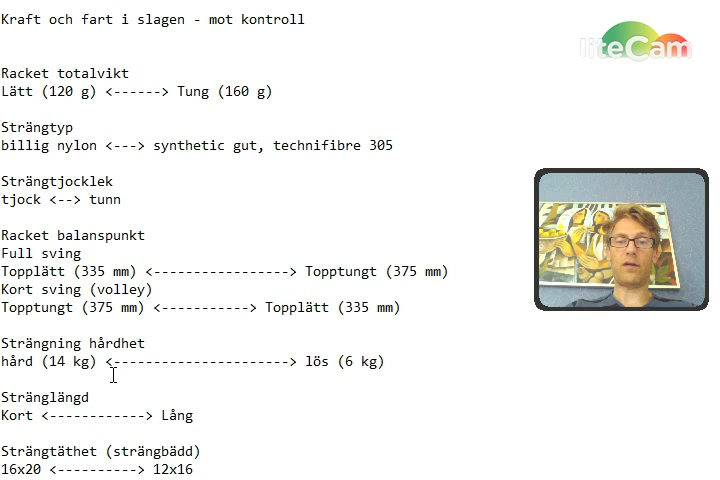 Kraft och fart i slagen - mot kontroll
liteCam
Racket totalvikt
Lätt (120 g) <------> Tung (160 g)
Strängtyp
billig nylon <---> synthetic gut, technifibre 305
Strängtjocklek
tjock <--> tunn
Racket balanspunkt
Full sving
Topplätt (335 mm) <----------------> Topptungt (375 mm)
Kort sving (volley)
Topptungt (375 mm) <-----------> Topplätt (335 mm)
Strängning hårdhet
hård (14 kg) <----------------------> lös (6 kg)
Stränglängd
Kort <------------> Lång
Strängtäthet (strängbädd)
16x20 <----------> 12x16